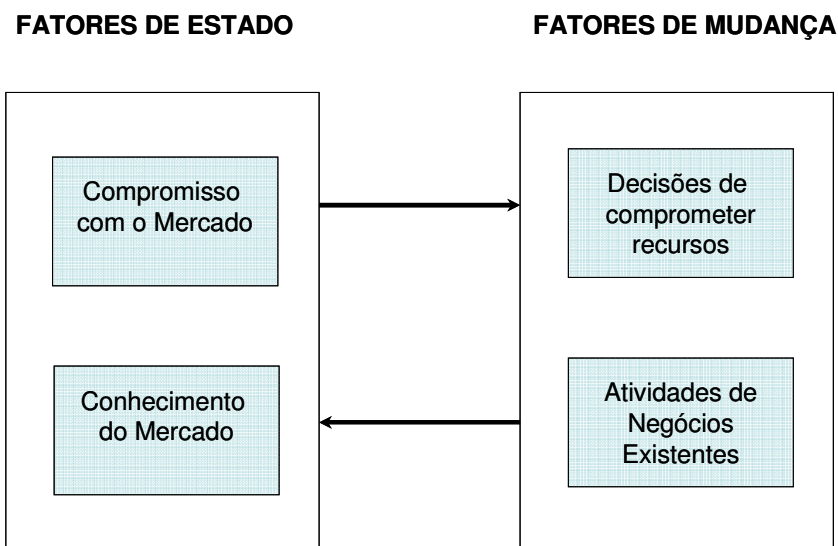 FATORES DE ESTADO
FATORES DE MUDANÇA
Compromisso
com o Mercado
Decisões de
comprometer
recursos
Conhecimento
do Mercado
Atividades de
Negócios
Existentes